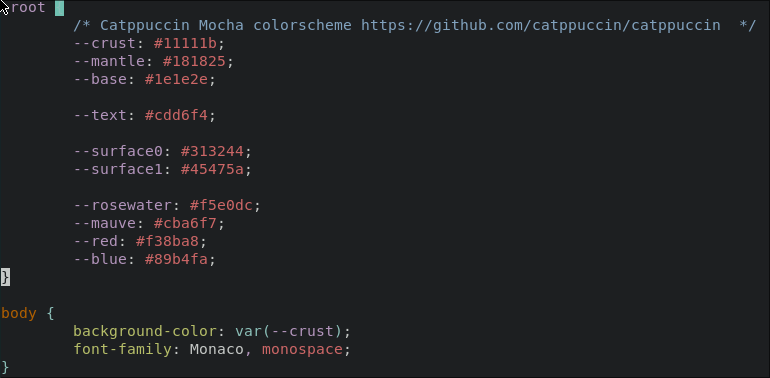 root {
/* Catppuccin Mocha colorscheme https://github.com/catppuccin/catppuccin  */
--crust: #11111b;
--mantle: #181825;
--base: #1e1e2e;
--text: #cdd6f4;
--surface0: #313244;
--surface1: #45475a;
--rosewater: #f5e0dc;
--mauve: #cba6f7;
--red: #f38ba8;
--blue: #89b4fa;
}
body {
background-color: var(--crust);
font-family: Monaco, monospace;
}